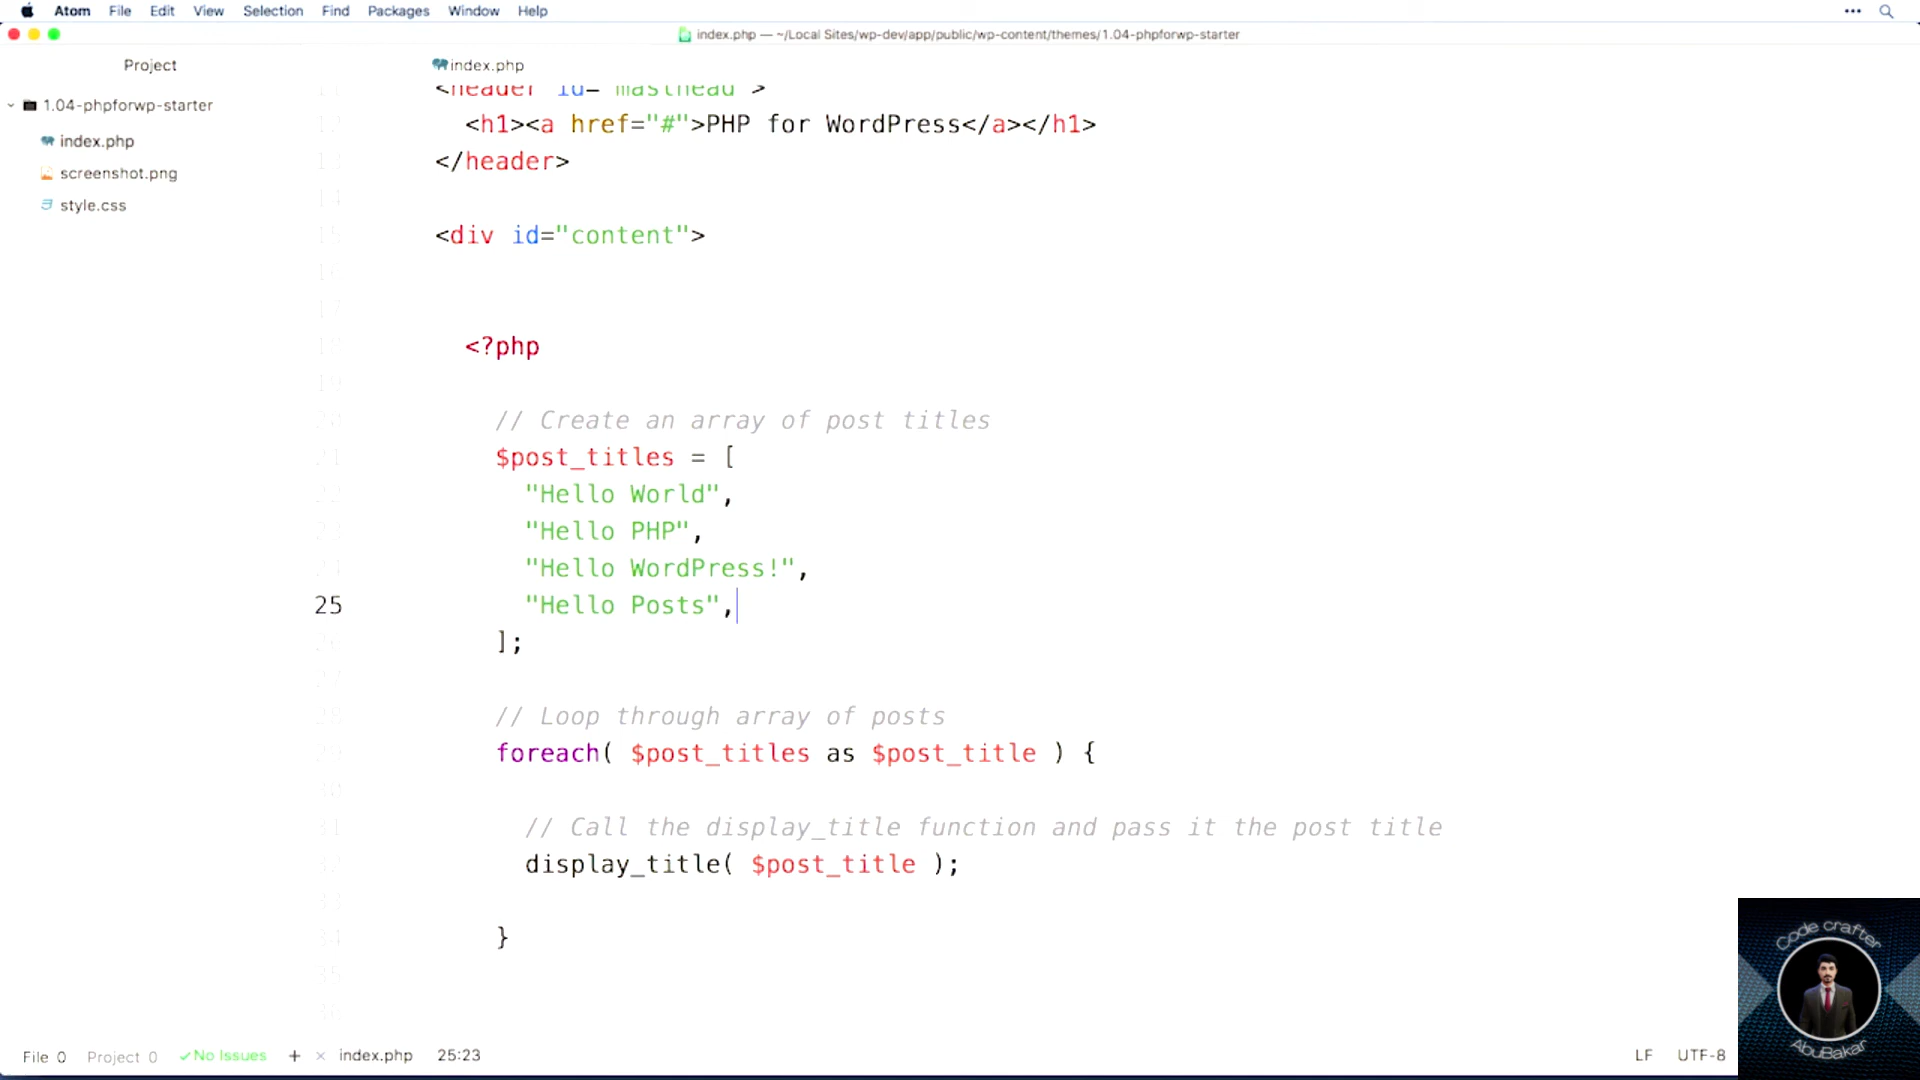 Atom File Edit View Selection Find Packages Window Help
index.php — ~/Local Sites/wp-dev/app/public/wp-content/themes/1.04-phpforwp-starter
Project
index.php
1.04-phpforwp-starter
index.php
screenshot.png
style.css
<header id="masthead">
<h1><a href="#">PHP for WordPress</a></h1>
</header>
<div id="content">
<?php
// Create an array of post titles
$post_titles = [
"Hello World",
"Hello PHP",
"Hello WordPress!",
25 "Hello Posts",
];
// Loop through array of posts
foreach( $post_titles as $post_title ) {
// Call the display_title function and pass it the post title
display_title( $post_title );
}
File 0 Project 0 No Issues + × index.php 25:23 LF UTF-8
Code crafter
AbuBakar